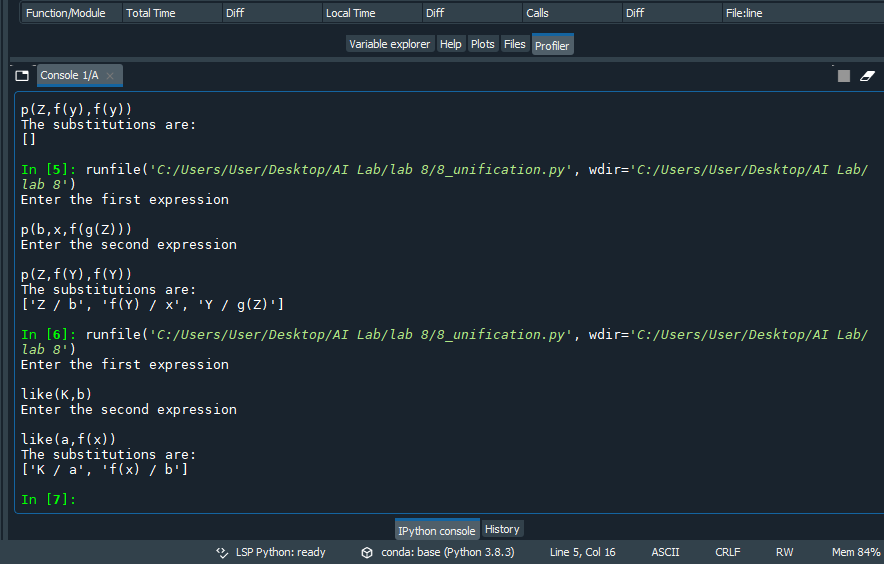 Function/Module Total Time Diff Local Time Diff Calls Diff File:line
Variable explorer Help Plots Files Profiler
Console 1/A
p(Z,f(y),f(y))
The substitutions are:
[]
In [5]: runfile('C:/Users/User/Desktop/AI Lab/lab 8/8_unification.py', wdir='C:/Users/User/Desktop/AI Lab/
lab 8')
Enter the first expression
p(b,x,f(g(Z)))
Enter the second expression
p(Z,f(Y),f(Y))
The substitutions are:
['Z / b', 'f(Y) / x', 'Y / g(Z)']
In [6]: runfile('C:/Users/User/Desktop/AI Lab/lab 8/8_unification.py', wdir='C:/Users/User/Desktop/AI Lab/
lab 8')
Enter the first expression
like(K,b)
Enter the second expression
like(a,f(x))
The substitutions are:
['K / a', 'f(x) / b']
In [7]:
IPython console History
LSP Python: ready conda: base (Python 3.8.3) Line 5, Col 16 ASCII CRLF RW Mem 84%